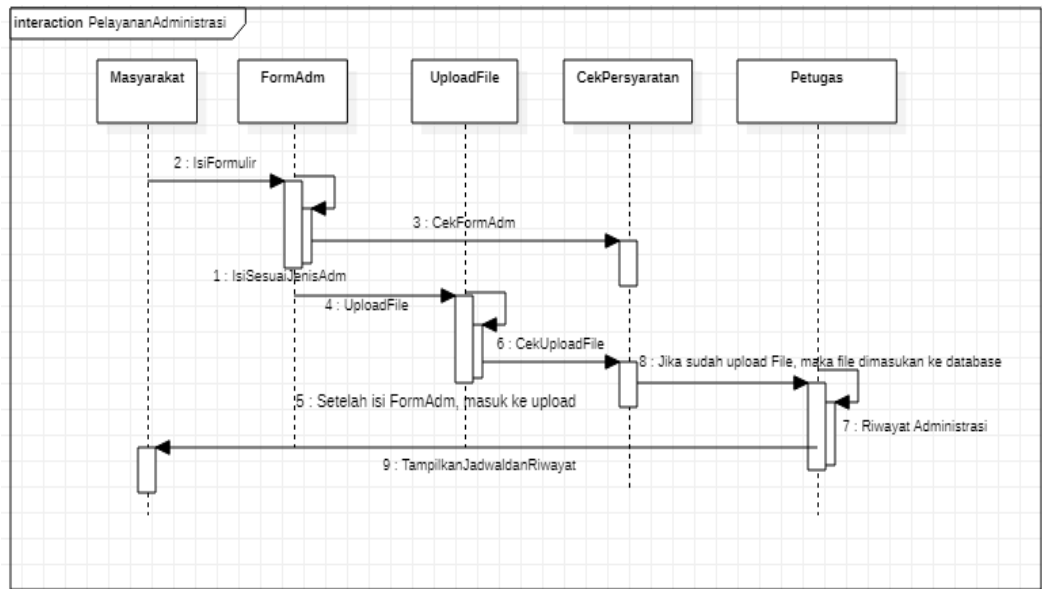 interaction PelayananAdministrasi
Masyarakat
FormAdm
UploadFile
CekPersyaratan
Petugas
2 : IsiFormulir
3 : CekFormAdm
1 : IsiSesuaiJenisAdm
4 : UploadFile
6 : CekUploadFile
8 : Jika sudah upload File, maka file dimasukan ke database
5 : Setelah isi FormAdm, masuk ke upload
7 : Riwayat Administrasi
9 : TampilkanJadwaldanRiwayat